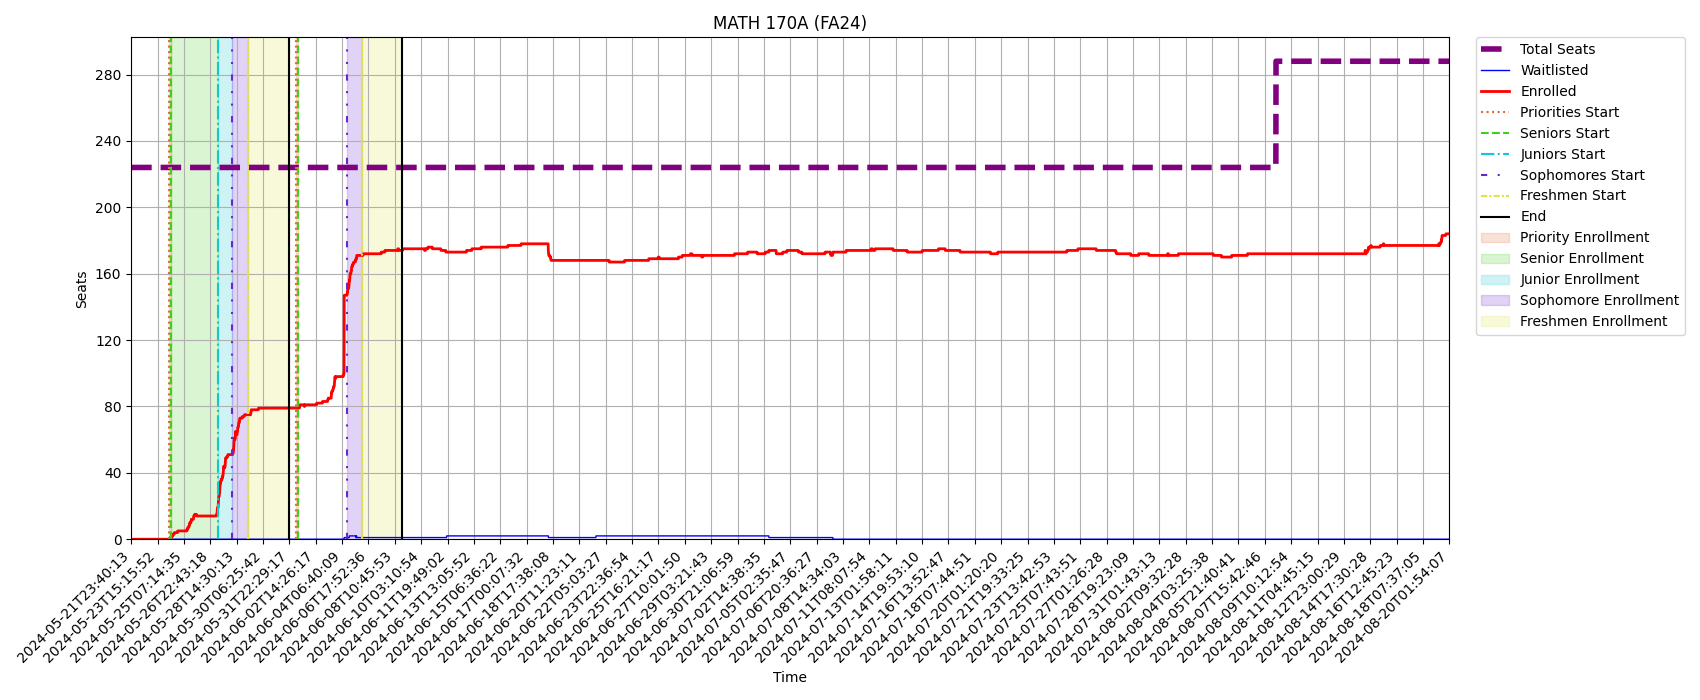 MATH 170A (FA24)
280
240
200
160
120
80
40
0
Seats
2024-05-21T23:40:13
2024-05-23T15:15:52
2024-05-25T07:14:35
2024-05-26T22:43:18
2024-05-28T14:30:13
2024-05-30T06:25:42
2024-05-31T22:29:17
2024-06-02T14:26:17
2024-06-04T06:40:09
2024-06-06T17:52:36
2024-06-08T10:45:53
2024-06-10T03:10:54
2024-06-11T19:49:02
2024-06-13T13:05:52
2024-06-15T06:36:22
2024-06-17T00:07:32
2024-06-18T17:38:08
2024-06-20T11:23:11
2024-06-22T05:03:27
2024-06-23T22:36:54
2024-06-25T16:21:17
2024-06-27T10:01:50
2024-06-29T03:21:43
2024-06-30T21:06:59
2024-07-02T14:38:35
2024-07-05T02:35:47
2024-07-06T20:36:27
2024-07-08T14:34:03
2024-07-11T08:07:54
2024-07-13T01:58:11
2024-07-14T19:53:10
2024-07-16T13:52:47
2024-07-18T07:44:51
2024-07-20T01:20:20
2024-07-21T19:33:25
2024-07-23T13:42:53
2024-07-25T07:43:51
2024-07-27T01:26:28
2024-07-28T19:23:09
2024-07-31T01:43:13
2024-08-02T09:32:28
2024-08-04T03:25:38
2024-08-05T21:40:41
2024-08-07T15:42:46
2024-08-09T10:12:54
2024-08-11T04:45:15
2024-08-12T23:00:29
2024-08-14T17:30:28
2024-08-16T12:45:23
2024-08-18T07:37:05
2024-08-20T01:54:07
Time
Total Seats
Waitlisted
Enrolled
Priorities Start
Seniors Start
Juniors Start
Sophomores Start
Freshmen Start
End
Priority Enrollment
Senior Enrollment
Junior Enrollment
Sophomore Enrollment
Freshmen Enrollment